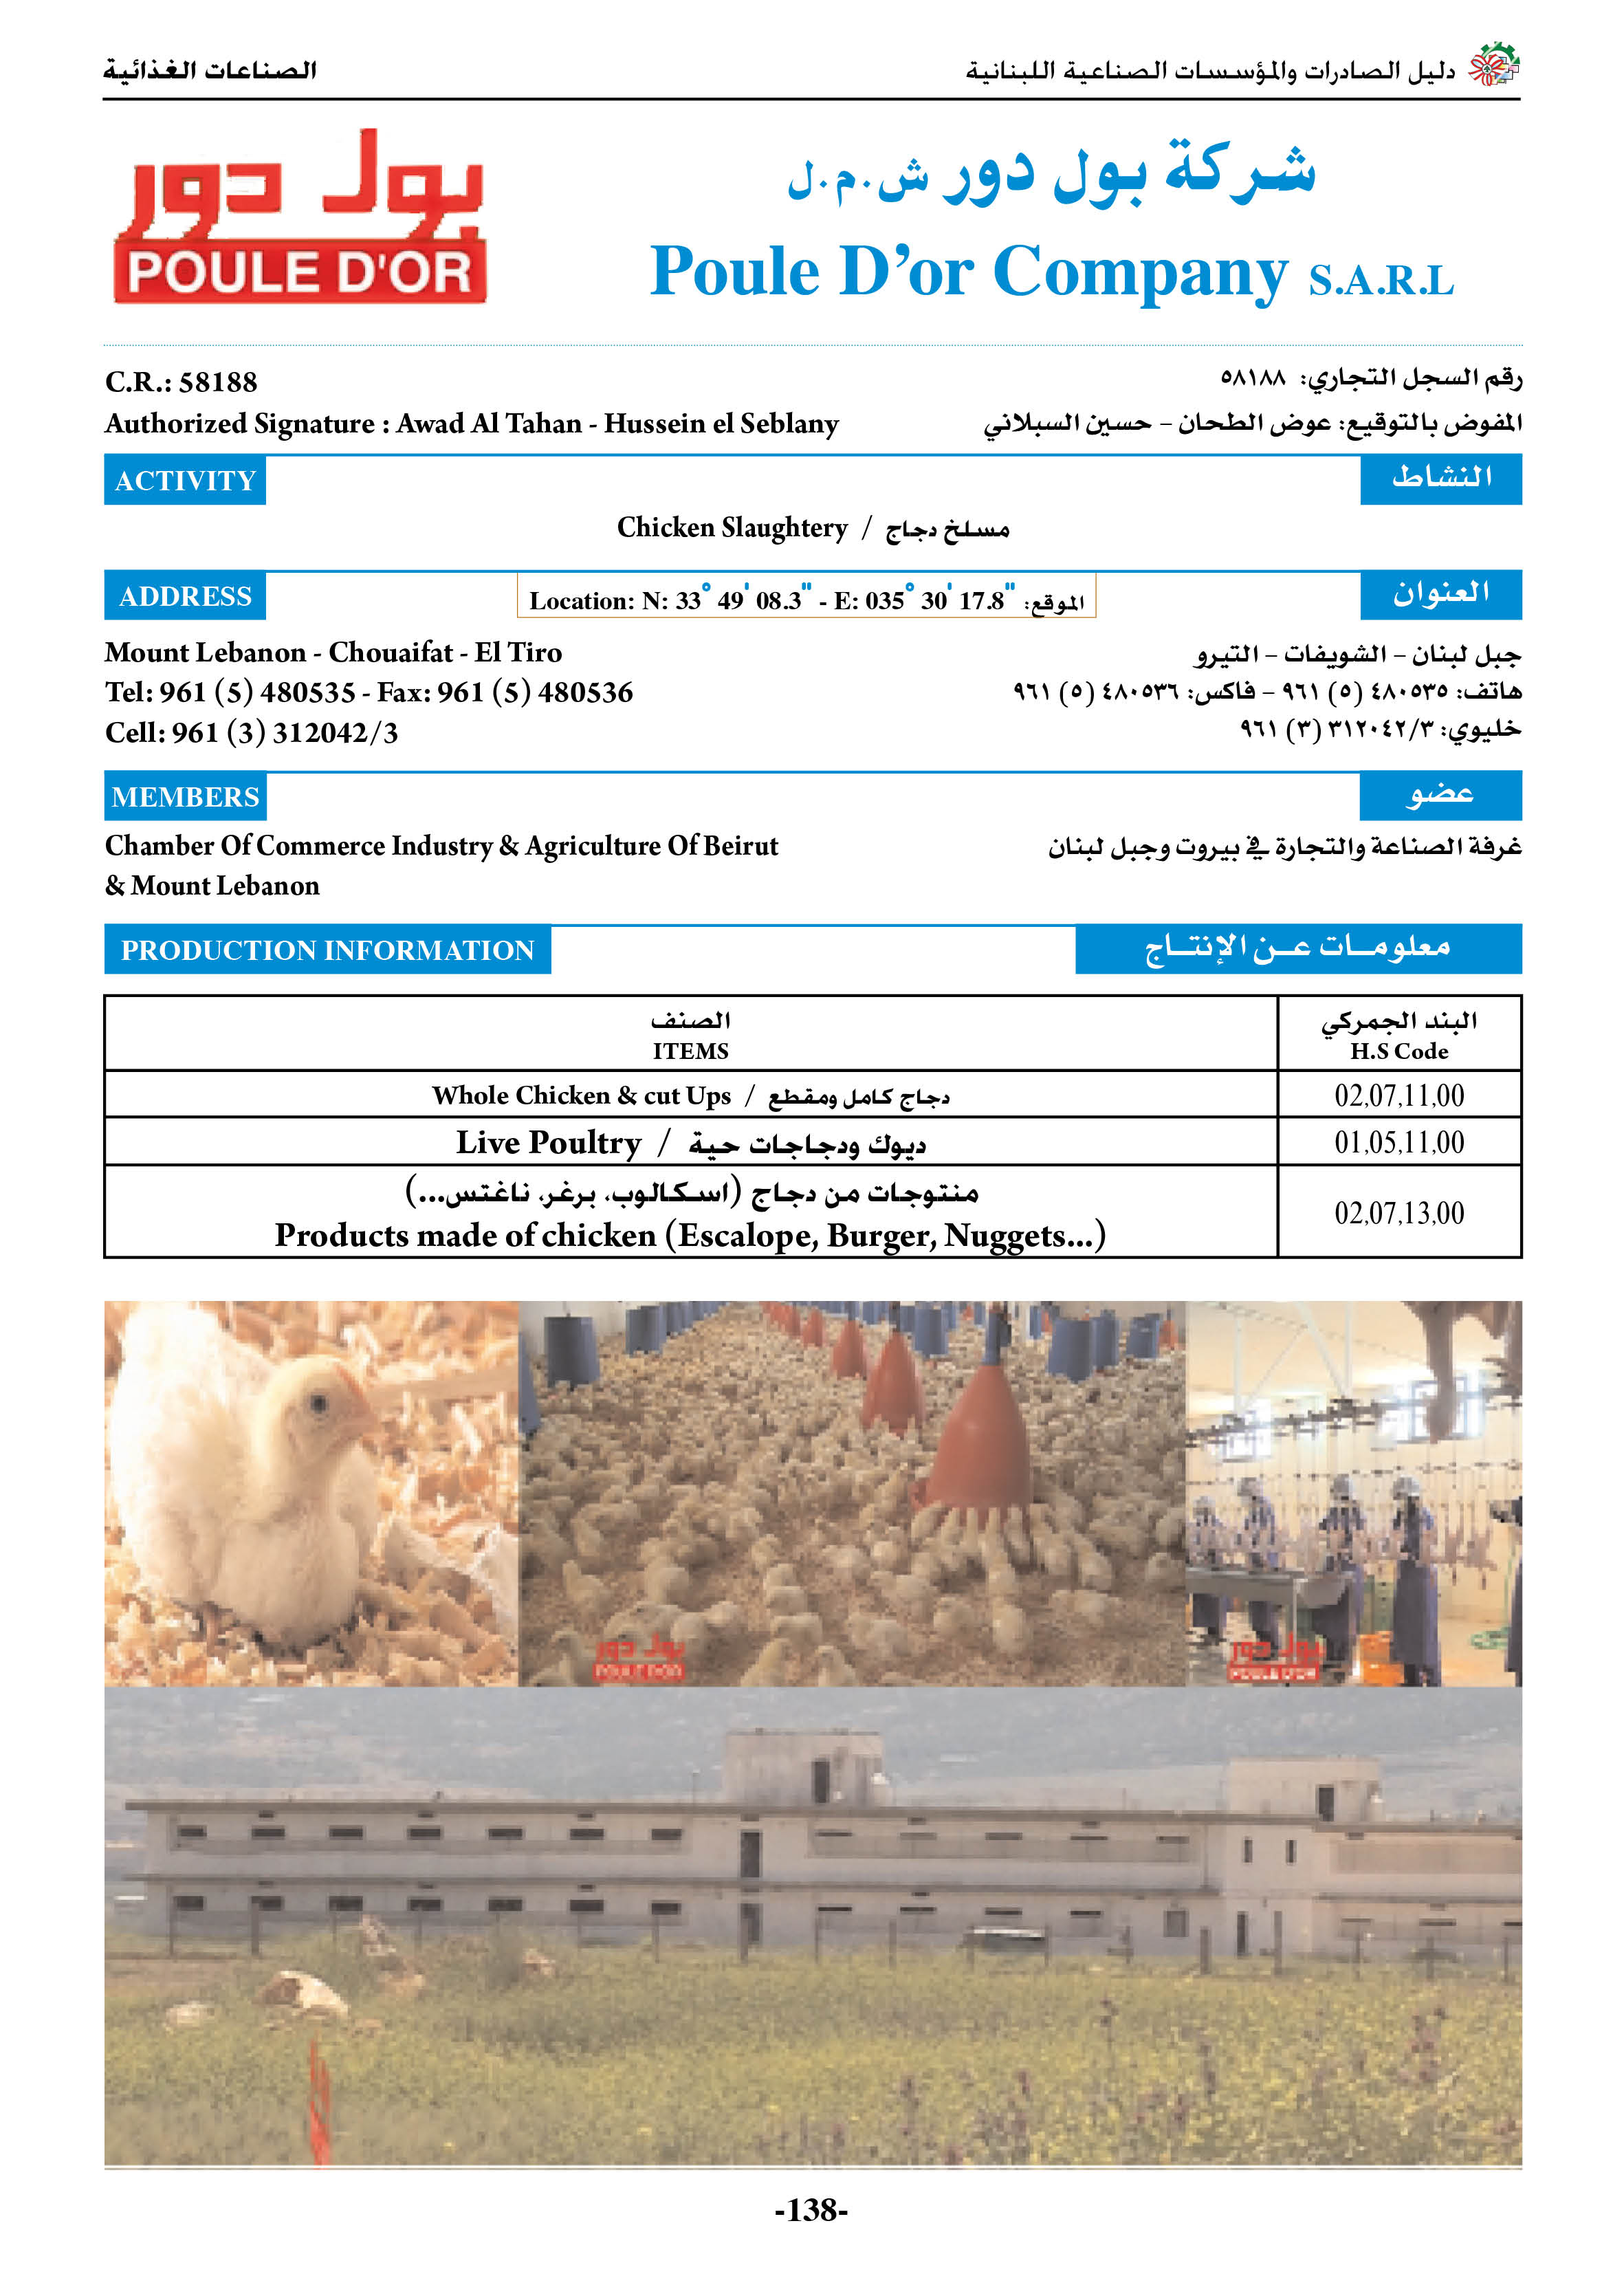 دليل الصادرات والمؤسسات الصناعية اللبنانية
الصناعات الغذائية
بول دور
POULE D'OR
شركة بول دور ش.م.ل
Poule D’or Company S.A.R.L
C.R.: 58188
رقم السجل التجاري: ٥٨١٨٨
Authorized Signature : Awad Al Tahan - Hussein el Seblany
المفوض بالتوقيع: عوض الطحان – حسين السبلاني
ACTIVITY
النشاط
Chicken Slaughtery / مسلخ دجاج
ADDRESS
Location: N: 33° 49' 08.3" - E: 035° 30' 17.8" :الموقع
العنوان
Mount Lebanon - Chouaifat - El Tiro
جبل لبنان – الشويفات – التيرو
Tel: 961 (5) 480535 - Fax: 961 (5) 480536
هاتف: ٤٨٠٥٣٥ (٥) ٩٦١ – فاكس: ٤٨٠٥٣٦ (٥) ٩٦١
Cell: 961 (3) 312042/3
خليوي: ٣١٢٠٤٢/٣ (٣) ٩٦١
MEMBERS
عضو
Chamber Of Commerce Industry & Agriculture Of Beirut
& Mount Lebanon
غرفة الصناعة والتجارة في بيروت وجبل لبنان
PRODUCTION INFORMATION
معلومات عن الإنتاج
الصنف
ITEMS
البند الجمركي
H.S Code
Whole Chicken & cut Ups / دجاج كامل ومقطع
02,07,11,00
Live Poultry / ديوك ودجاجات حية
01,05,11,00
منتوجات من دجاج (اسكالوب، برغر، ناغتس...)
Products made of chicken (Escalope, Burger, Nuggets...)
02,07,13,00
بول دور
POULE D'OR
بول دور
POULE D'OR
-138-